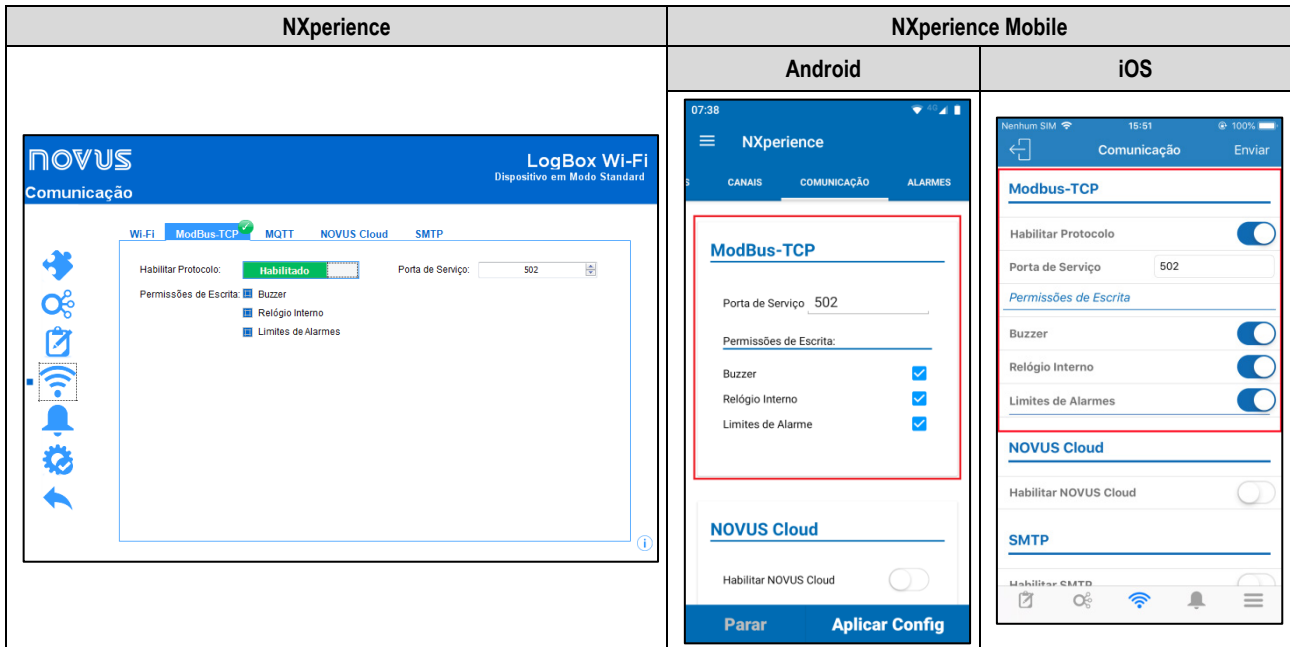 NXperience
NXperience Mobile
Android
iOS
NOVUS
LogBox Wi-Fi
Dispositivo em Modo Standard
Comunicação
Wi-Fi ModBus-TCP MQTT NOVUS Cloud SMTP
Habilitar Protocolo: Habilitado Porta de Serviço: 502
Permissões de Escrita: Buzzer
Relógio Interno
Limites de Alarmes
i
07:38 4G
NXperience
S CANAIS COMUNICAÇÃO ALARMES
ModBus-TCP
Porta de Serviço 502
Permissões de Escrita:
Buzzer
Relógio Interno
Limites de Alarme
NOVUS Cloud
Habilitar NOVUS Cloud
Parar Aplicar Config
Nenhum SIM 15:51 100%
Comunicação Enviar
Modbus-TCP
Habilitar Protocolo
Porta de Serviço 502
Permissões de Escrita
Buzzer
Relógio Interno
Limites de Alarmes
NOVUS Cloud
Habilitar NOVUS Cloud
SMTP
Habilitar SMTP